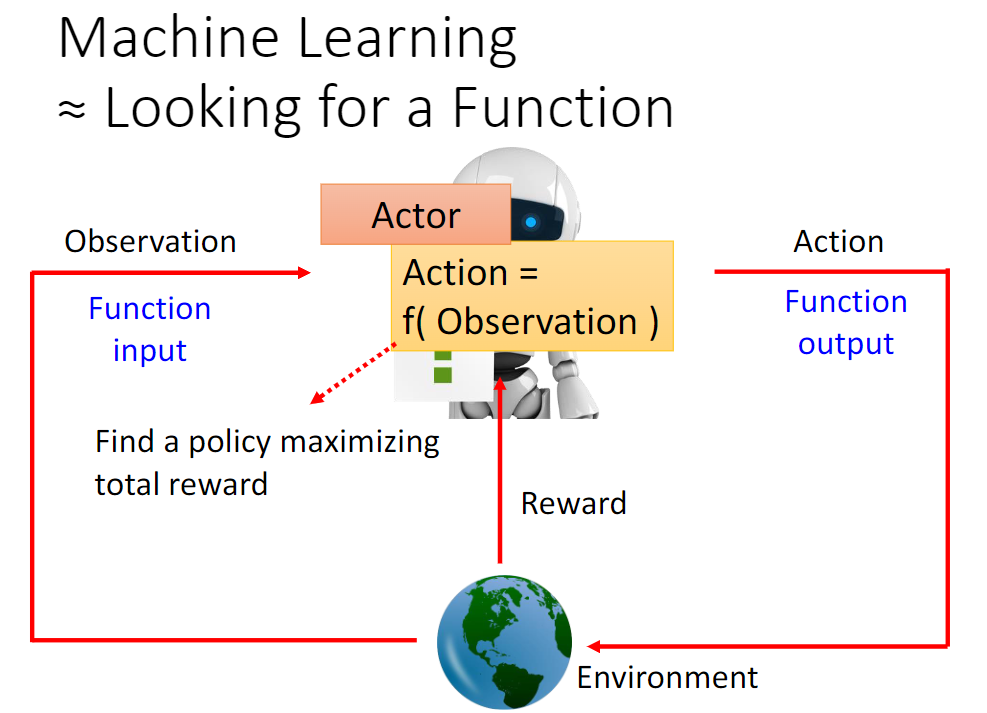 Machine Learning
≈ Looking for a Function
Actor
Observation
Action
Action =
f( Observation )
Function
input
Function
output
Find a policy maximizing
total reward
Reward
Environment